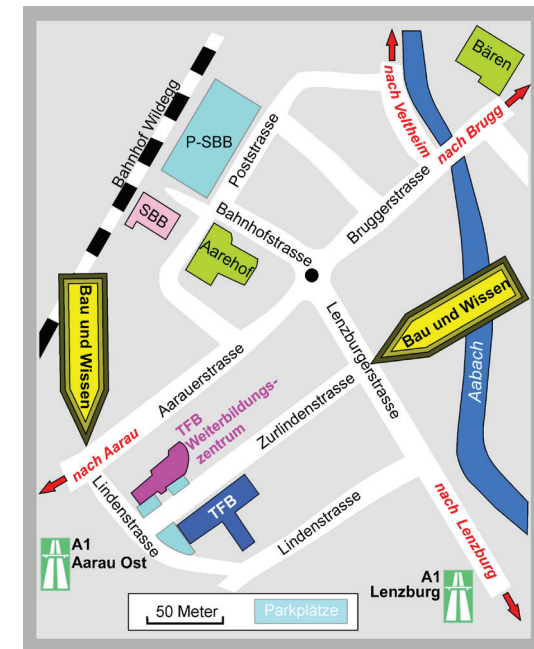 Bären
nach Veltheim
nach Brugg
Bahnhof Wildegg
P-SBB
Poststrasse
SBB
Bahnhofstrasse
Bruggerstrasse
Aarehof
Bau und Wissen
Bau und Wissen
Lenzburgerstrasse
Aabach
Aarauerstrasse
TFB
Weiterbildungs-
zentrum
Zurlindenstrasse
nach Aarau
Lindenstrasse
TFB
Lindenstrasse
nach Lenzburg
A1
Aarau Ost
A1
Lenzburg
50 Meter
Parkplätze